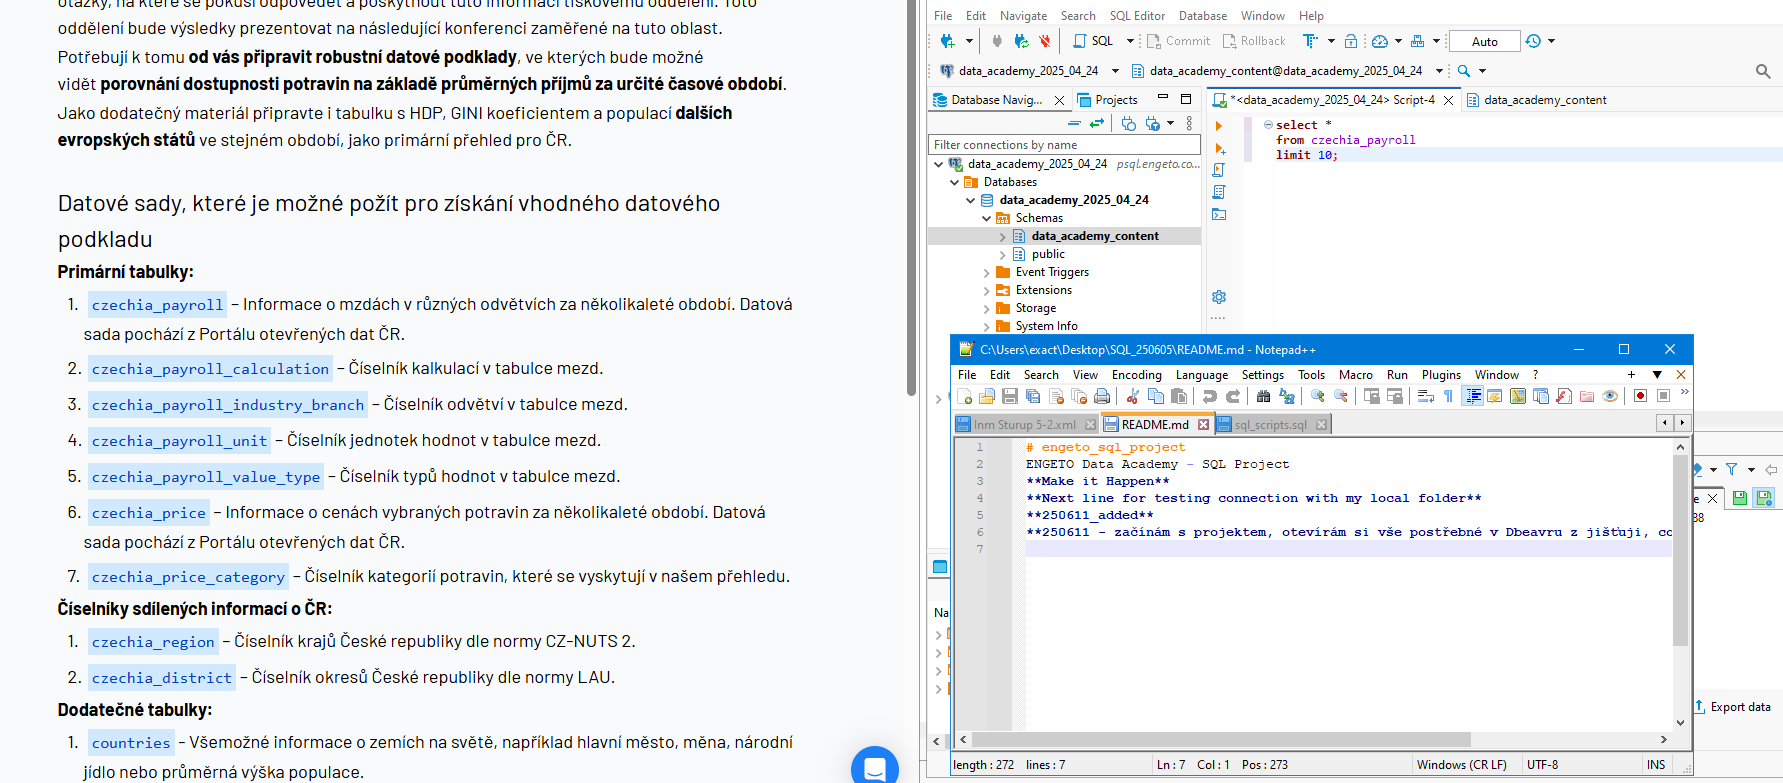 otázky, na které se pokusí odpovědět a poskytnout tuto informaci tiskovému oddělení. Toto
oddělení bude výsledky prezentovat na následující konferenci zaměřené na tuto oblast.
Potřebují k tomu od vás připravit robustní datové podklady, ve kterých bude možné
vidět porovnání dostupnosti potravin na základě průměrných příjmů za určité časové období.
Jako dodatečný materiál připravte i tabulku s HDP, GINI koeficientem a populací dalších
evropských států ve stejném období, jako primární přehled pro ČR.
Datové sady, které je možné požít pro získání vhodného datového
podkladu
Primární tabulky:
1. czechia_payroll – Informace o mzdách v různých odvětvích za několikaleté období. Datová
sada pochází z Portálu otevřených dat ČR.
2. czechia_payroll_calculation – Číselník kalkulací v tabulce mezd.
3. czechia_payroll_industry_branch – Číselník odvětví v tabulce mezd.
4. czechia_payroll_unit – Číselník jednotek hodnot v tabulce mezd.
5. czechia_payroll_value_type – Číselník typů hodnot v tabulce mezd.
6. czechia_price – Informace o cenách vybraných potravin za několikaleté období. Datová
sada pochází z Portálu otevřených dat ČR.
7. czechia_price_category – Číselník kategorií potravin, které se vyskytují v našem přehledu.
Číselníky sdílených informací o ČR:
1. czechia_region – Číselník krajů České republiky dle normy CZ-NUTS 2.
2. czechia_district – Číselník okresů České republiky dle normy LAU.
Dodatečné tabulky:
1. countries - Všemožné informace o zemích na světě, například hlavní město, měna, národní
jídlo nebo průměrná výška populace.
File Edit Navigate Search SQL Editor Database Window Help
SQL Commit Rollback T Auto
data_academy_2025_04_24 data_academy_content@data_academy_2025_04_24
Database Navig... Projects
*<data_academy_2025_04_24> Script-4 data_academy_content
Filter connections by name
data_academy_2025_04_24 psql.engeto.co...
Databases
data_academy_2025_04_24
Schemas
data_academy_content
public
Event Triggers
Extensions
Storage
System Info
select *
from czechia_payroll
limit 10;
C:\Users\exact\Desktop\SQL_250605\README.md - Notepad++
File Edit Search View Encoding Language Settings Tools Macro Run Plugins Window ?
Inm Sturup 5-2.xml README.md sql_scripts.sql
1 # engeto_sql_project
2 ENGETO Data Academy - SQL Project
3 **Make it Happen**
4 **Next line for testing connection with my local folder**
5 **250611_added**
6 **250611 - začínám s projektem, otevírám si vše postřebné v Dbeavru z jišťuji, co
7
length : 272 lines : 7 Ln : 7 Col : 1 Pos : 273 Windows (CR LF) UTF-8 INS
Na
e
88
Export data